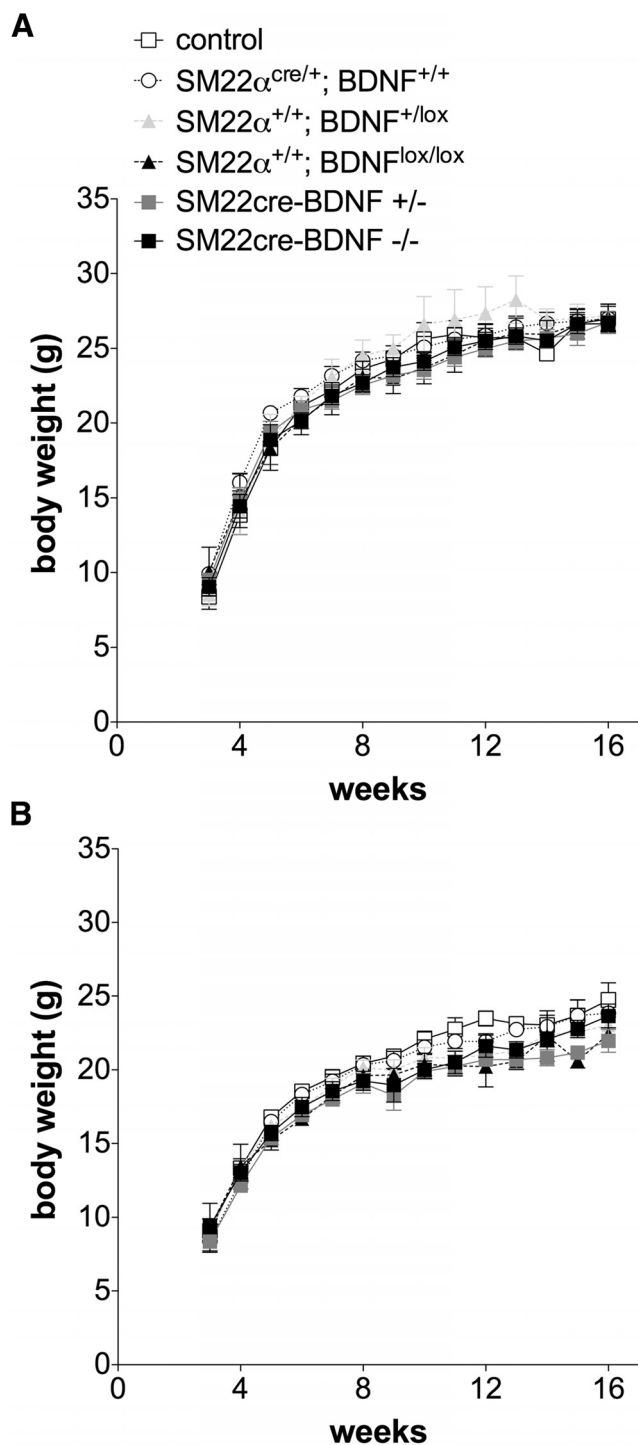 A
control
SM22α^cre/+; BDNF^+/+
SM22α^+/+; BDNF^+/lox
SM22α^+/+; BDNF^lox/lox
SM22cre-BDNF +/-
SM22cre-BDNF -/-
35
30
25
20
15
10
5
0
body weight (g)
0 4 8 12 16
weeks
B
35
30
25
20
15
10
5
0
body weight (g)
0 4 8 12 16
weeks